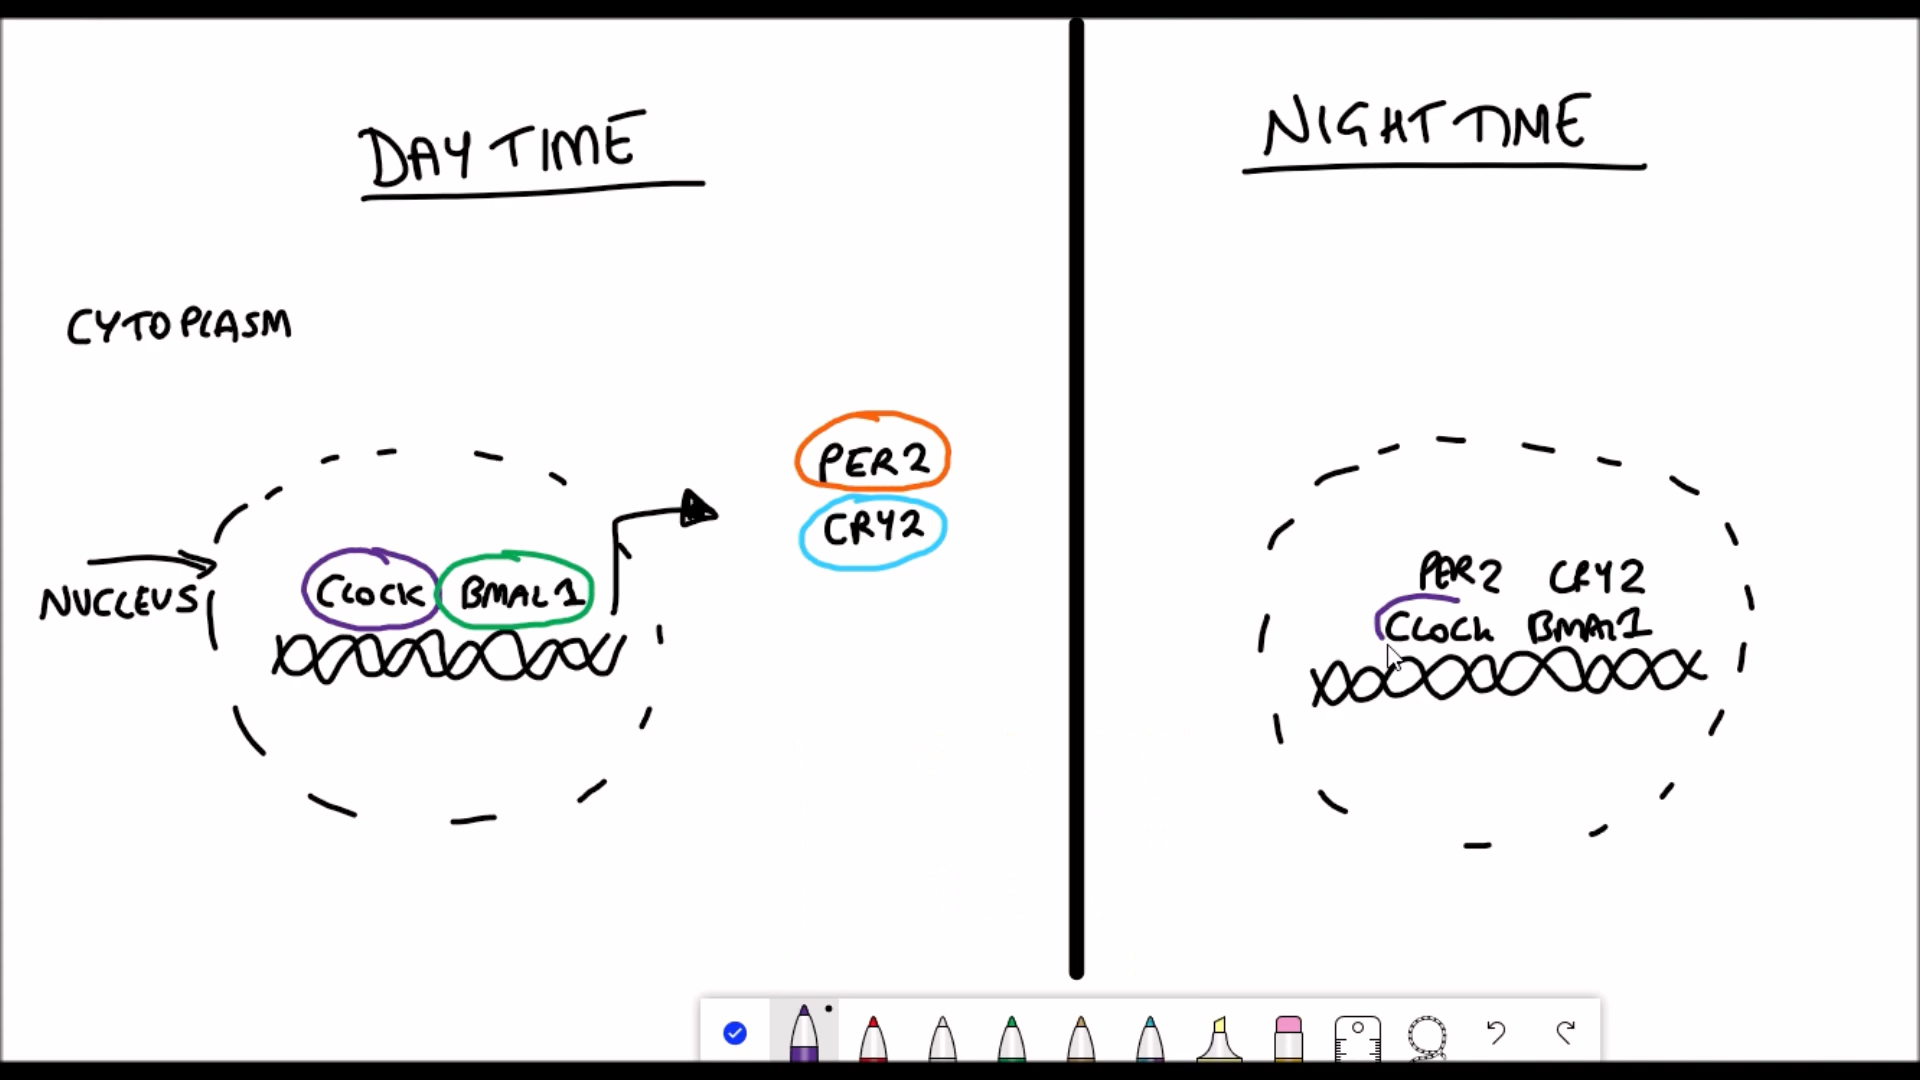 DAY TIME
CYTOPLASM
NUCLEUS
CLOCK BMAL1
PER2
CRY2
NIGHT TIME
PER2 CRY2
CLOCK BMAL1